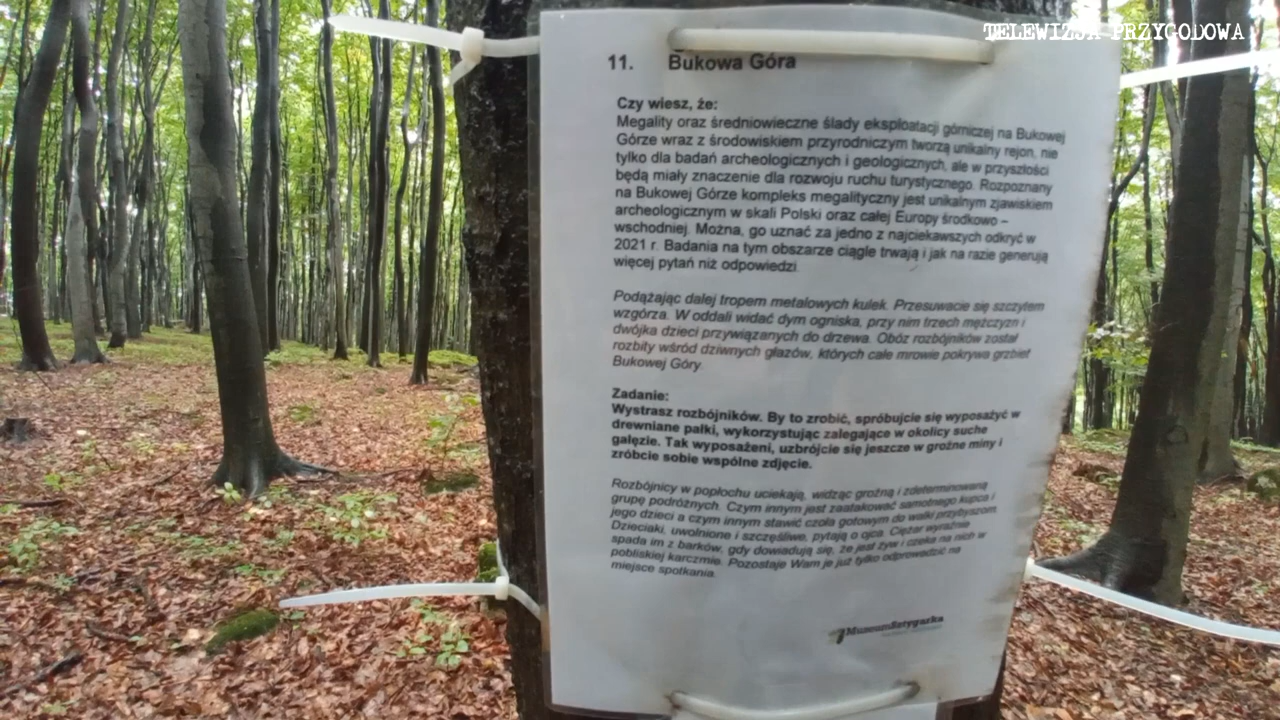 TELEWIZJA PRZYGODOWA
11. Bukowa Góra
Czy wiesz, że:
Megality oraz średniowieczne ślady eksploatacji górniczej na Bukowej
Górze wraz z środowiskiem przyrodniczym tworzą unikalny rejon, nie
tylko dla badań archeologicznych i geologicznych, ale w przyszłości
będą miały znaczenie dla rozwoju ruchu turystycznego. Rozpoznany
na Bukowej Górze kompleks megalityczny jest unikalnym zjawiskiem
archeologicznym w skali Polski oraz całej Europy środkowo –
wschodniej. Można, go uznać za jedno z najciekawszych odkryć w
2021 r. Badania na tym obszarze ciągle trwają i jak na razie generują
więcej pytań niż odpowiedzi.
Podążając dalej tropem metalowych kulek. Przesuwacie się szczytem
wzgórza. W oddali widać dym ogniska, przy nim trzech mężczyzn i
dwójka dzieci przywiązanych do drzewa. Obóz rozbójników został
rozbity wśród dziwnych głazów, których całe mrowie pokrywa grzbiet
Bukowej Góry.
Zadanie:
Wystrasz rozbójników. By to zrobić, spróbujcie się wyposażyć w
drewniane pałki, wykorzystując zalegające w okolicy suche
gałęzie. Tak wyposażeni, uzbrójcie się jeszcze w groźne miny i
zróbcie sobie wspólne zdjęcie.
Rozbójnicy w popłochu uciekają, widząc groźną i zdeterminowaną
grupę podróżnych. Czym innym jest zaatakować samotnego kupca i
jego dzieci a czym innym stawić czoła gotowym do walki przybyszom.
Dzieciaki, uwolnione i szczęśliwe, pytają o ojca. Ciężar wyraźnie
spada im z barków, gdy dowiadują się, że jest żyw i czeka na nich w
pobliskiej karczmie. Pozostaje Wam je już tylko odprowadzić na
miejsce spotkania.
MuseumSztygarka